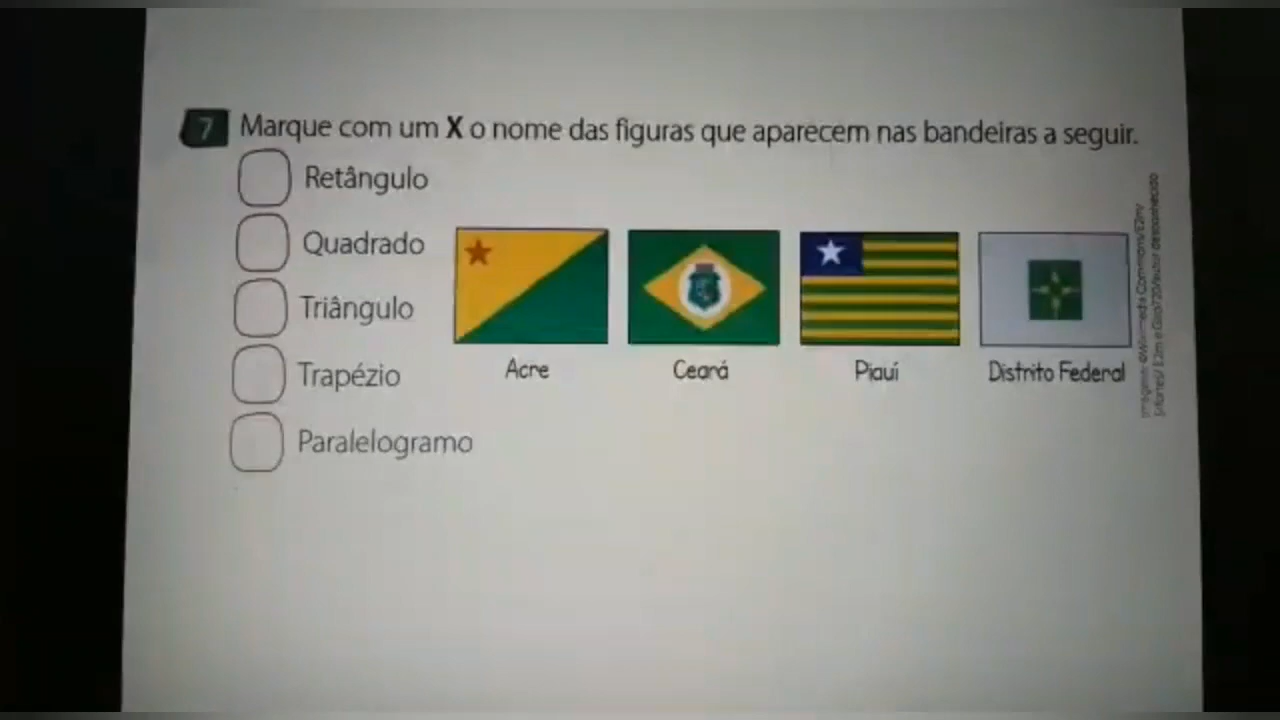 7 Marque com um X o nome das figuras que aparecem nas bandeiras a seguir.
Retângulo
Quadrado
Triângulo
Trapézio
Paralelogramo
Acre
Ceará
Piauí
Distrito Federal